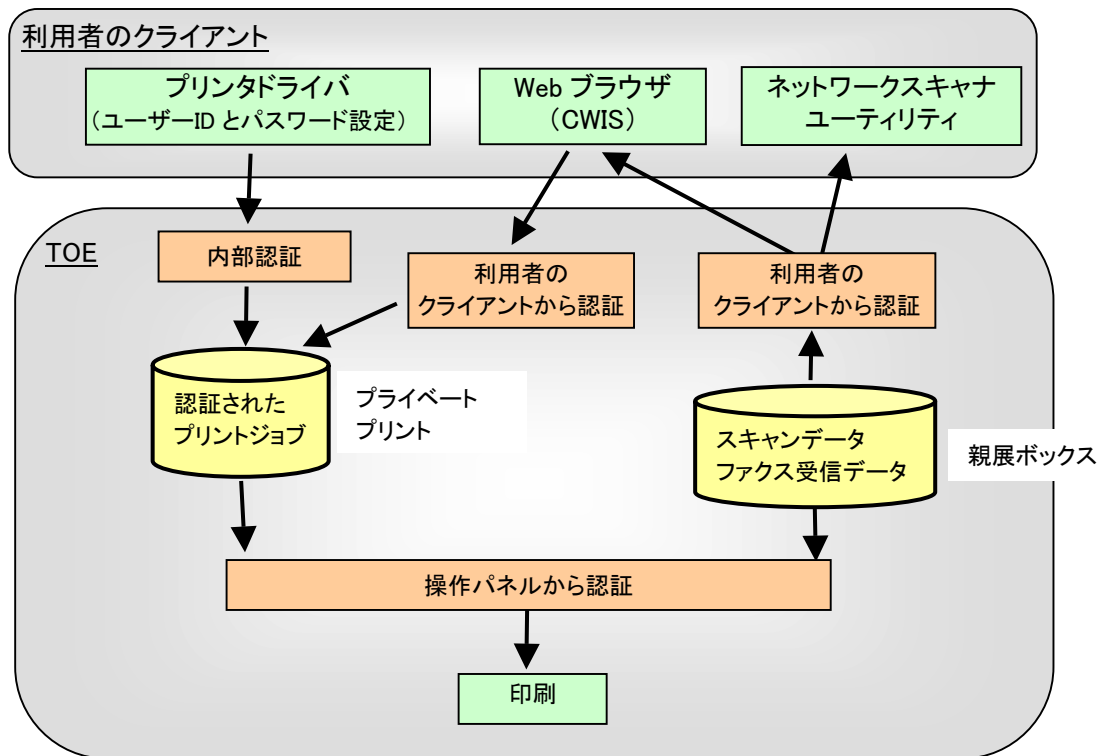 利用者のクライアント
プリンタドライバ
（ユーザーID とパスワード設定）
Web ブラウザ
（CWIS）
ネットワークスキャナ
ユーティリティ
TOE
内部認証
利用者の
クライアントから認証
利用者の
クライアントから認証
認証された
プリントジョブ
プライベート
プリント
スキャンデータ
ファクス受信データ
親展ボックス
操作パネルから認証
印刷